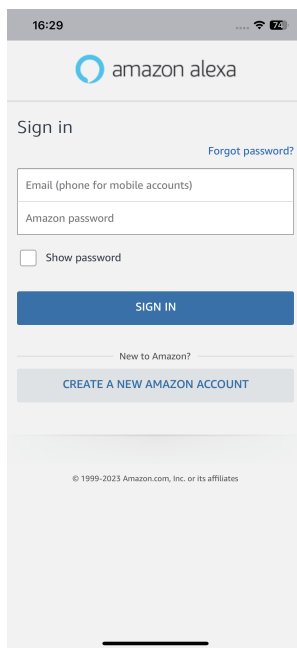 16:29
74
amazon alexa
Sign in
Forgot password?
Email (phone for mobile accounts)
Amazon password
Show password
SIGN IN
New to Amazon?
CREATE A NEW AMAZON ACCOUNT
© 1999-2023 Amazon.com, Inc. or its affiliates